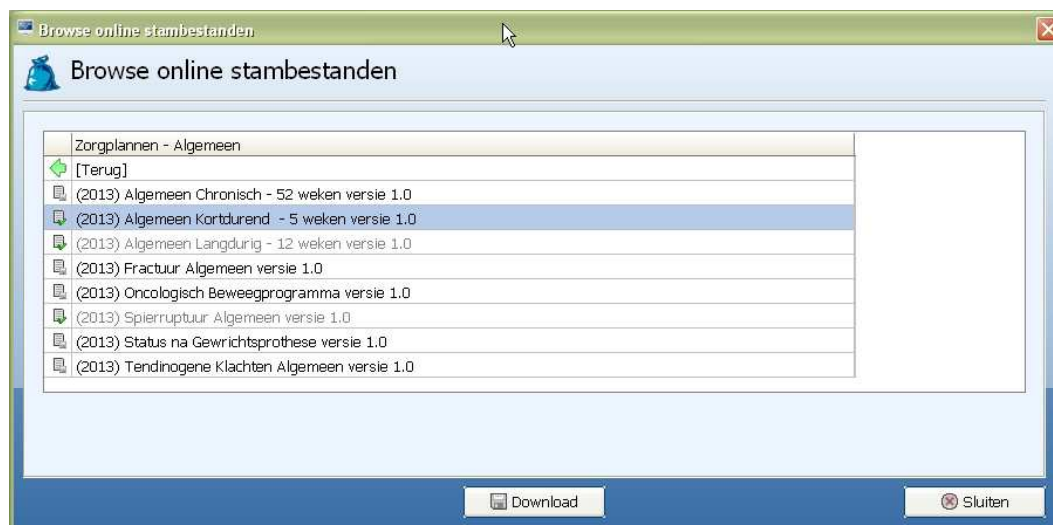 Browse online stambestanden
Browse online stambestanden
Zorgplannen - Algemeen
[Terug]
(2013) Algemeen Chronisch - 52 weken versie 1.0
(2013) Algemeen Kortdurend - 5 weken versie 1.0
(2013) Algemeen Langdurig - 12 weken versie 1.0
(2013) Fractuur Algemeen versie 1.0
(2013) Oncologisch Beweegprogramma versie 1.0
(2013) Spierruptuur Algemeen versie 1.0
(2013) Status na Gewrichtsprothese versie 1.0
(2013) Tendinogene Klachten Algemeen versie 1.0
Download
Sluiten